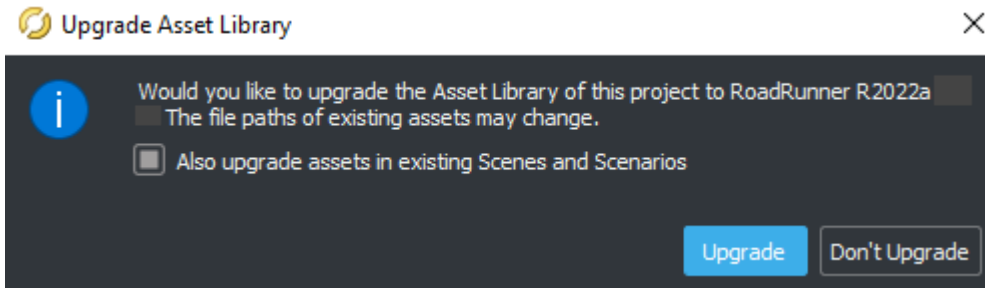 Upgrade Asset Library
Would you like to upgrade the Asset Library of this project to RoadRunner R2022a
The file paths of existing assets may change.
Also upgrade assets in existing Scenes and Scenarios
Upgrade
Don't Upgrade